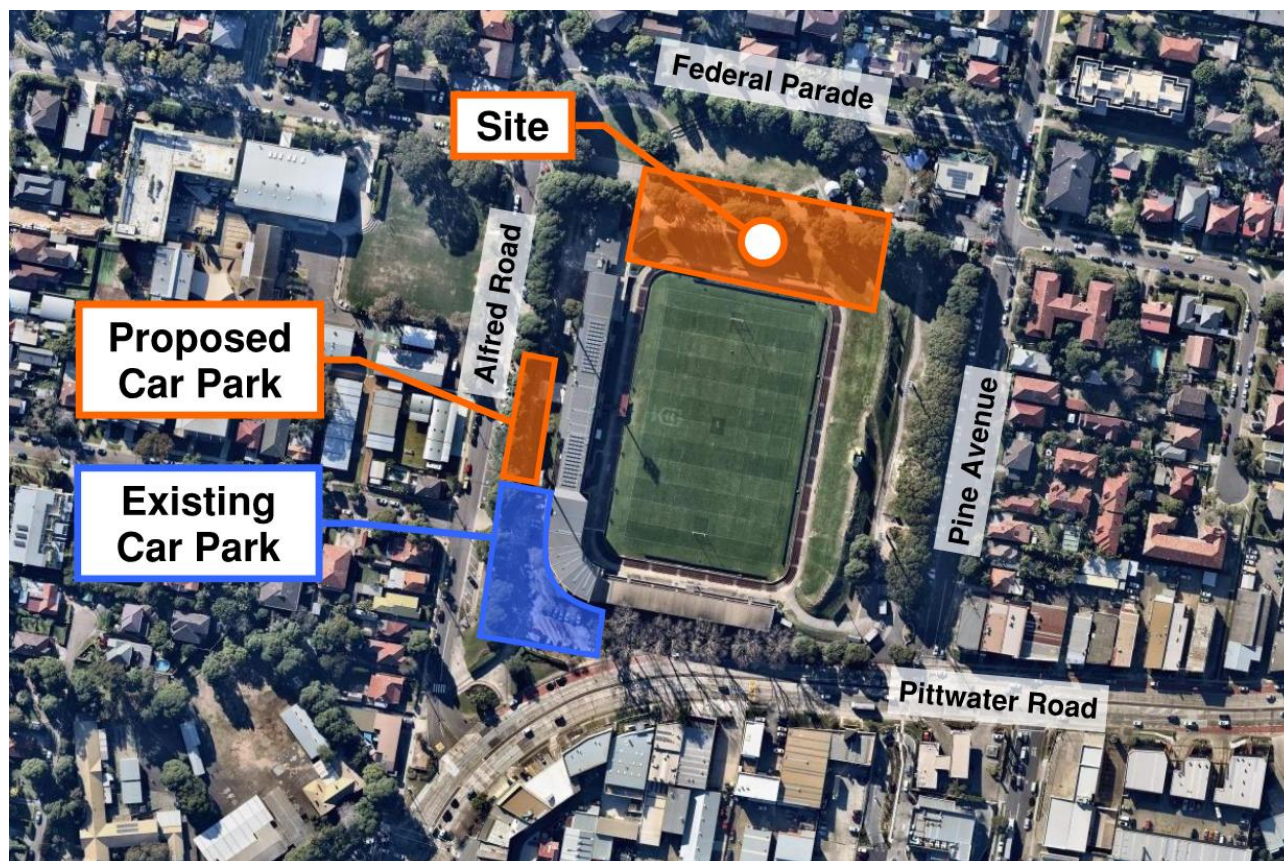 Federal Parade
Site
Alfred Road
Proposed
Car Park
Existing
Car Park
Pine Avenue
Pittwater Road